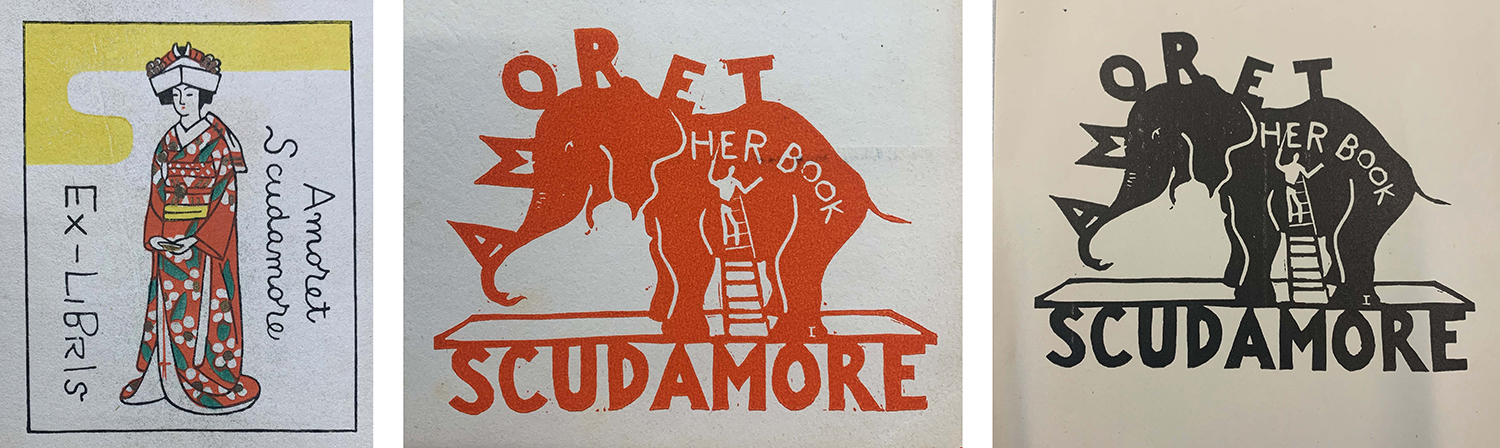 Ex-LIBRIS
Amoret
Scudamore
AMORET
HER BOOK
I
SCUDAMORE
AMORET
HER BOOK
I
SCUDAMORE